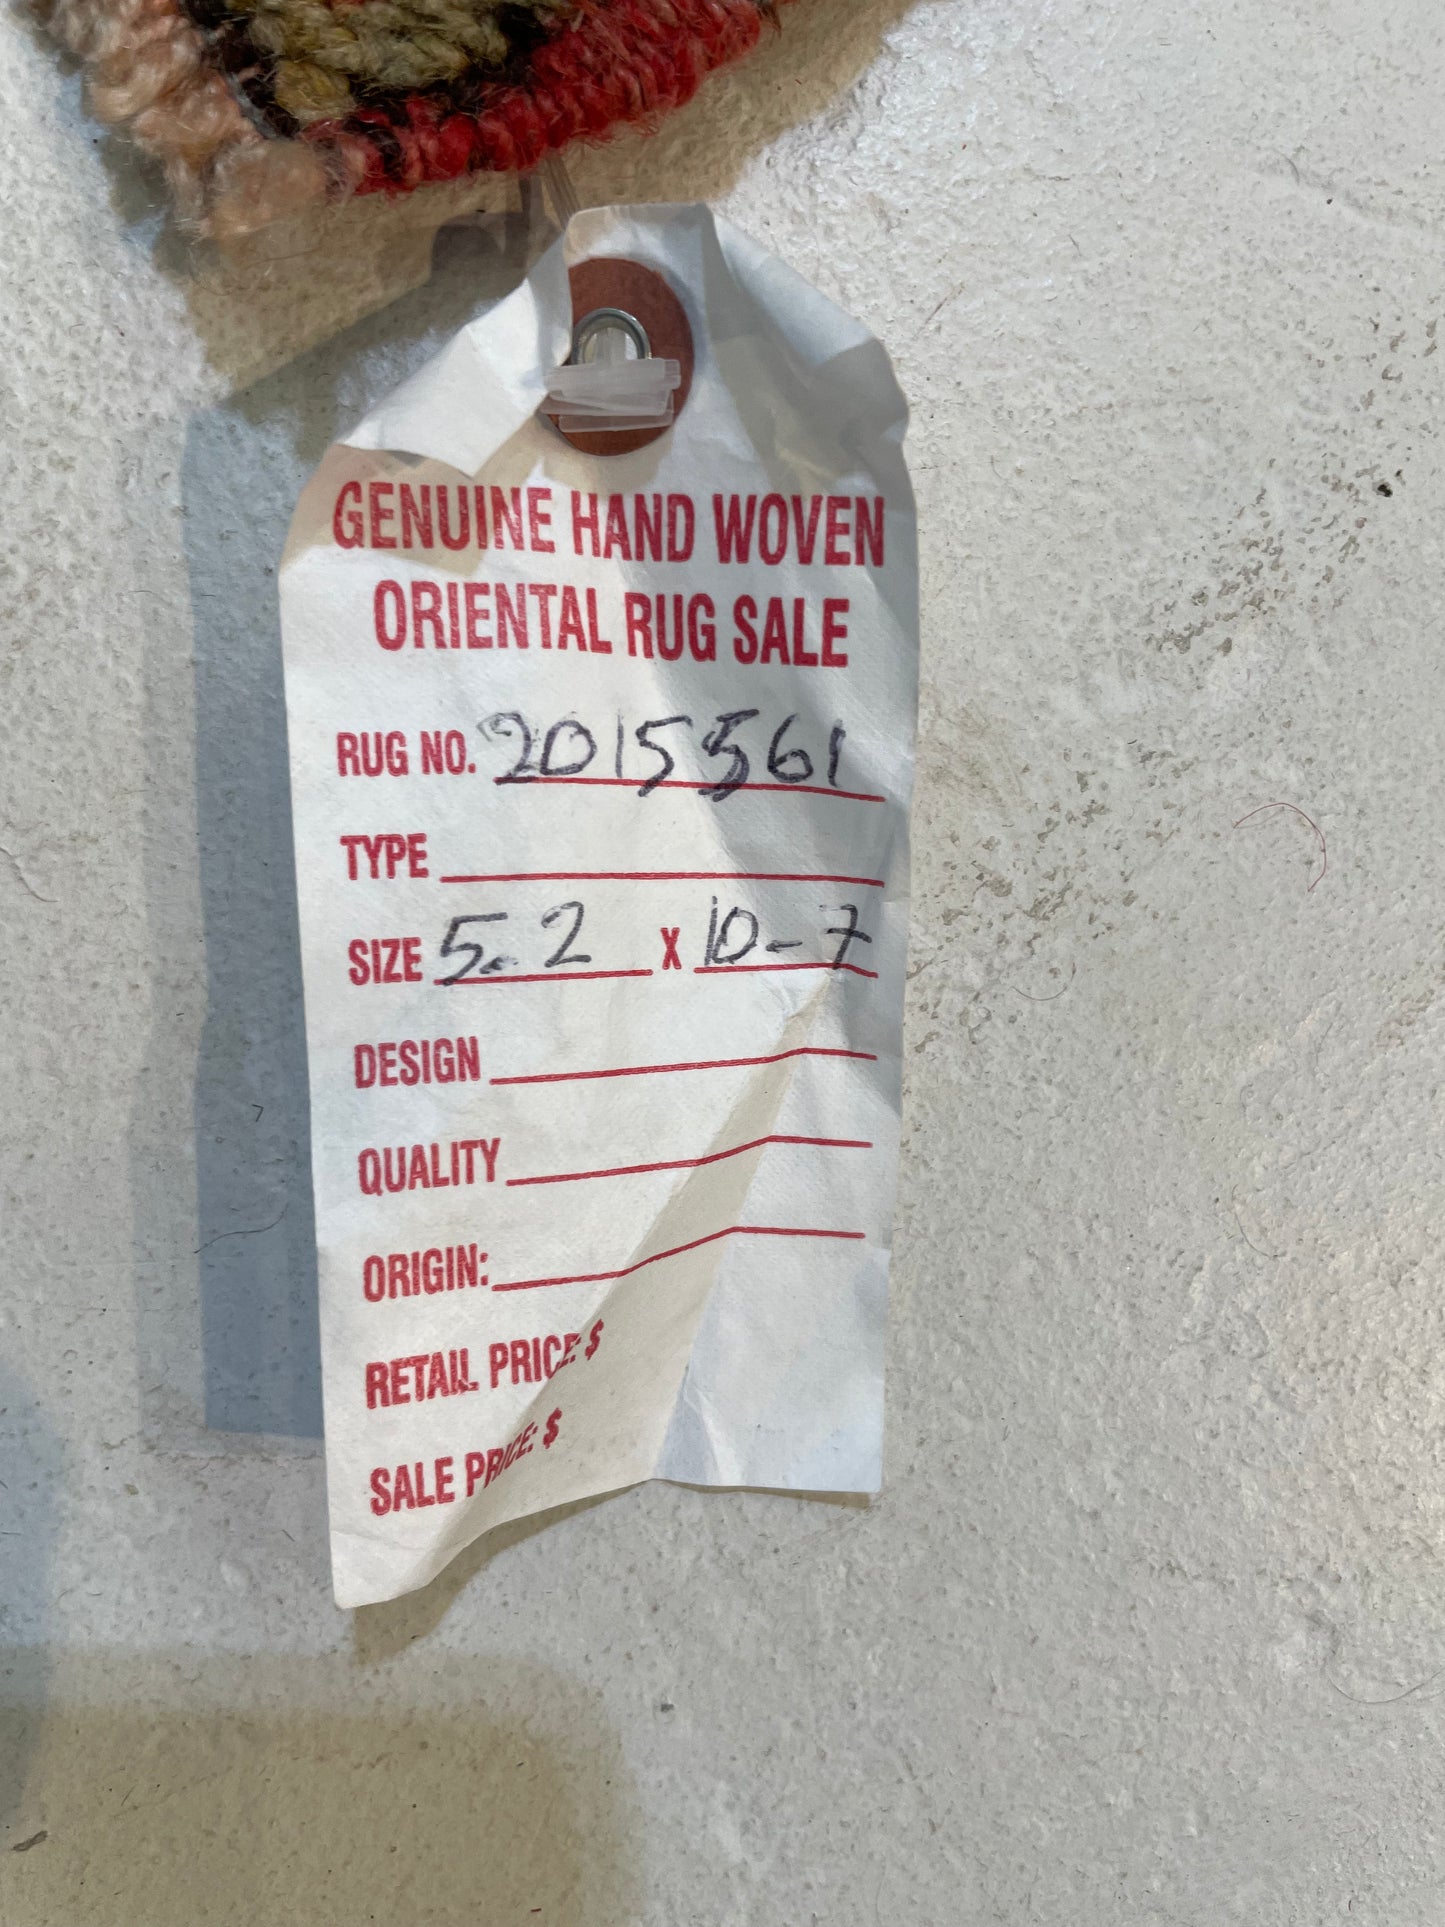 GENUINE HAND WOVEN
ORIENTAL RUG SALE
RUG NO. 2015561
TYPE
SIZE 5.2 X 10-7
DESIGN
QUALITY
ORIGIN:
RETAIL PRICE: $
SALE PRICE: $